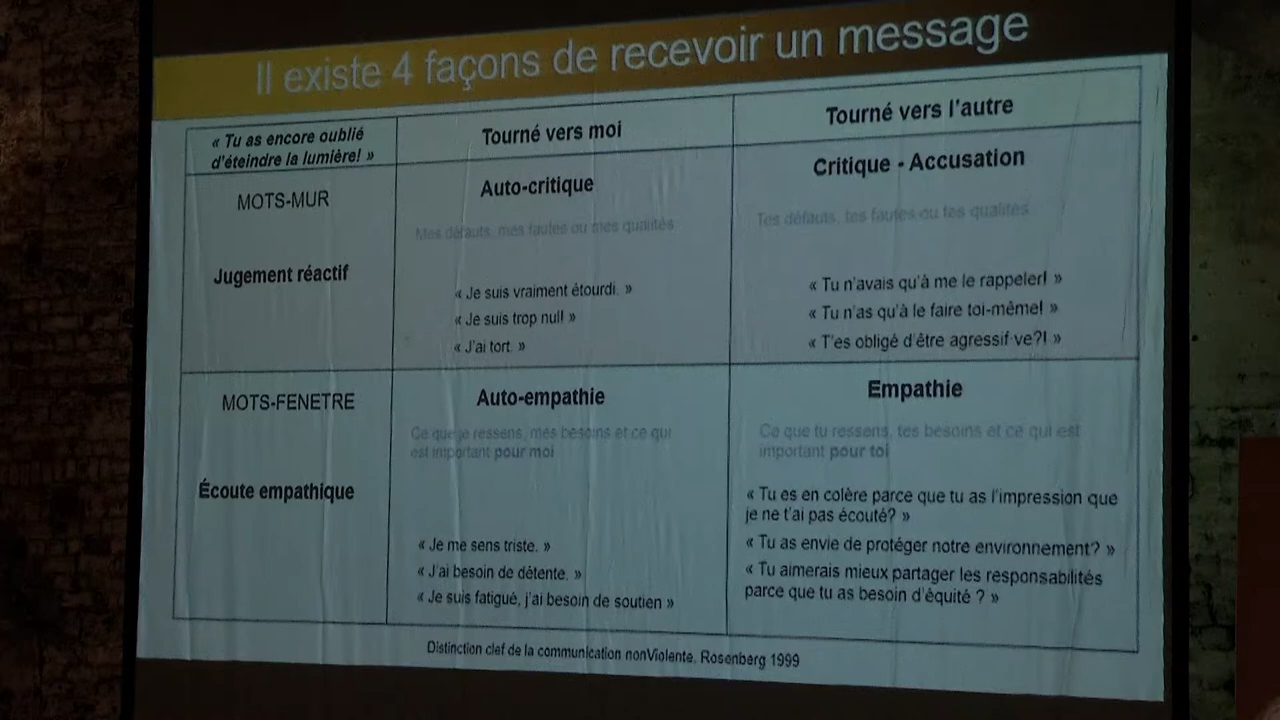 Il existe 4 façons de recevoir un message
« Tu as encore oublié
d'éteindre la lumière! »
Tourné vers moi
Tourné vers l'autre
MOTS-MUR
Jugement réactif
Auto-critique
Mes défauts, mes fautes ou mes qualités
« Je suis vraiment étourdi. »
« Je suis trop nul! »
« J'ai tort. »
Critique - Accusation
Tes défauts, tes fautes ou tes qualités
« Tu n'avais qu'à me le rappeler! »
« Tu n'as qu'à le faire toi-même! »
« T'es obligé d'être agressif·ve?! »
MOTS-FENETRE
Écoute empathique
Auto-empathie
Ce que je ressens, mes besoins et ce qui
est important pour moi
« Je me sens triste. »
« J'ai besoin de détente. »
« Je suis fatigué, j'ai besoin de soutien »
Empathie
Ce que tu ressens, tes besoins et ce qui est
important pour toi
« Tu es en colère parce que tu as l'impression que
je ne t'ai pas écouté? »
« Tu as envie de protéger notre environnement? »
« Tu aimerais mieux partager les responsabilités
parce que tu as besoin d'équité ? »
Distinction clef de la communication nonViolente, Rosenberg 1999